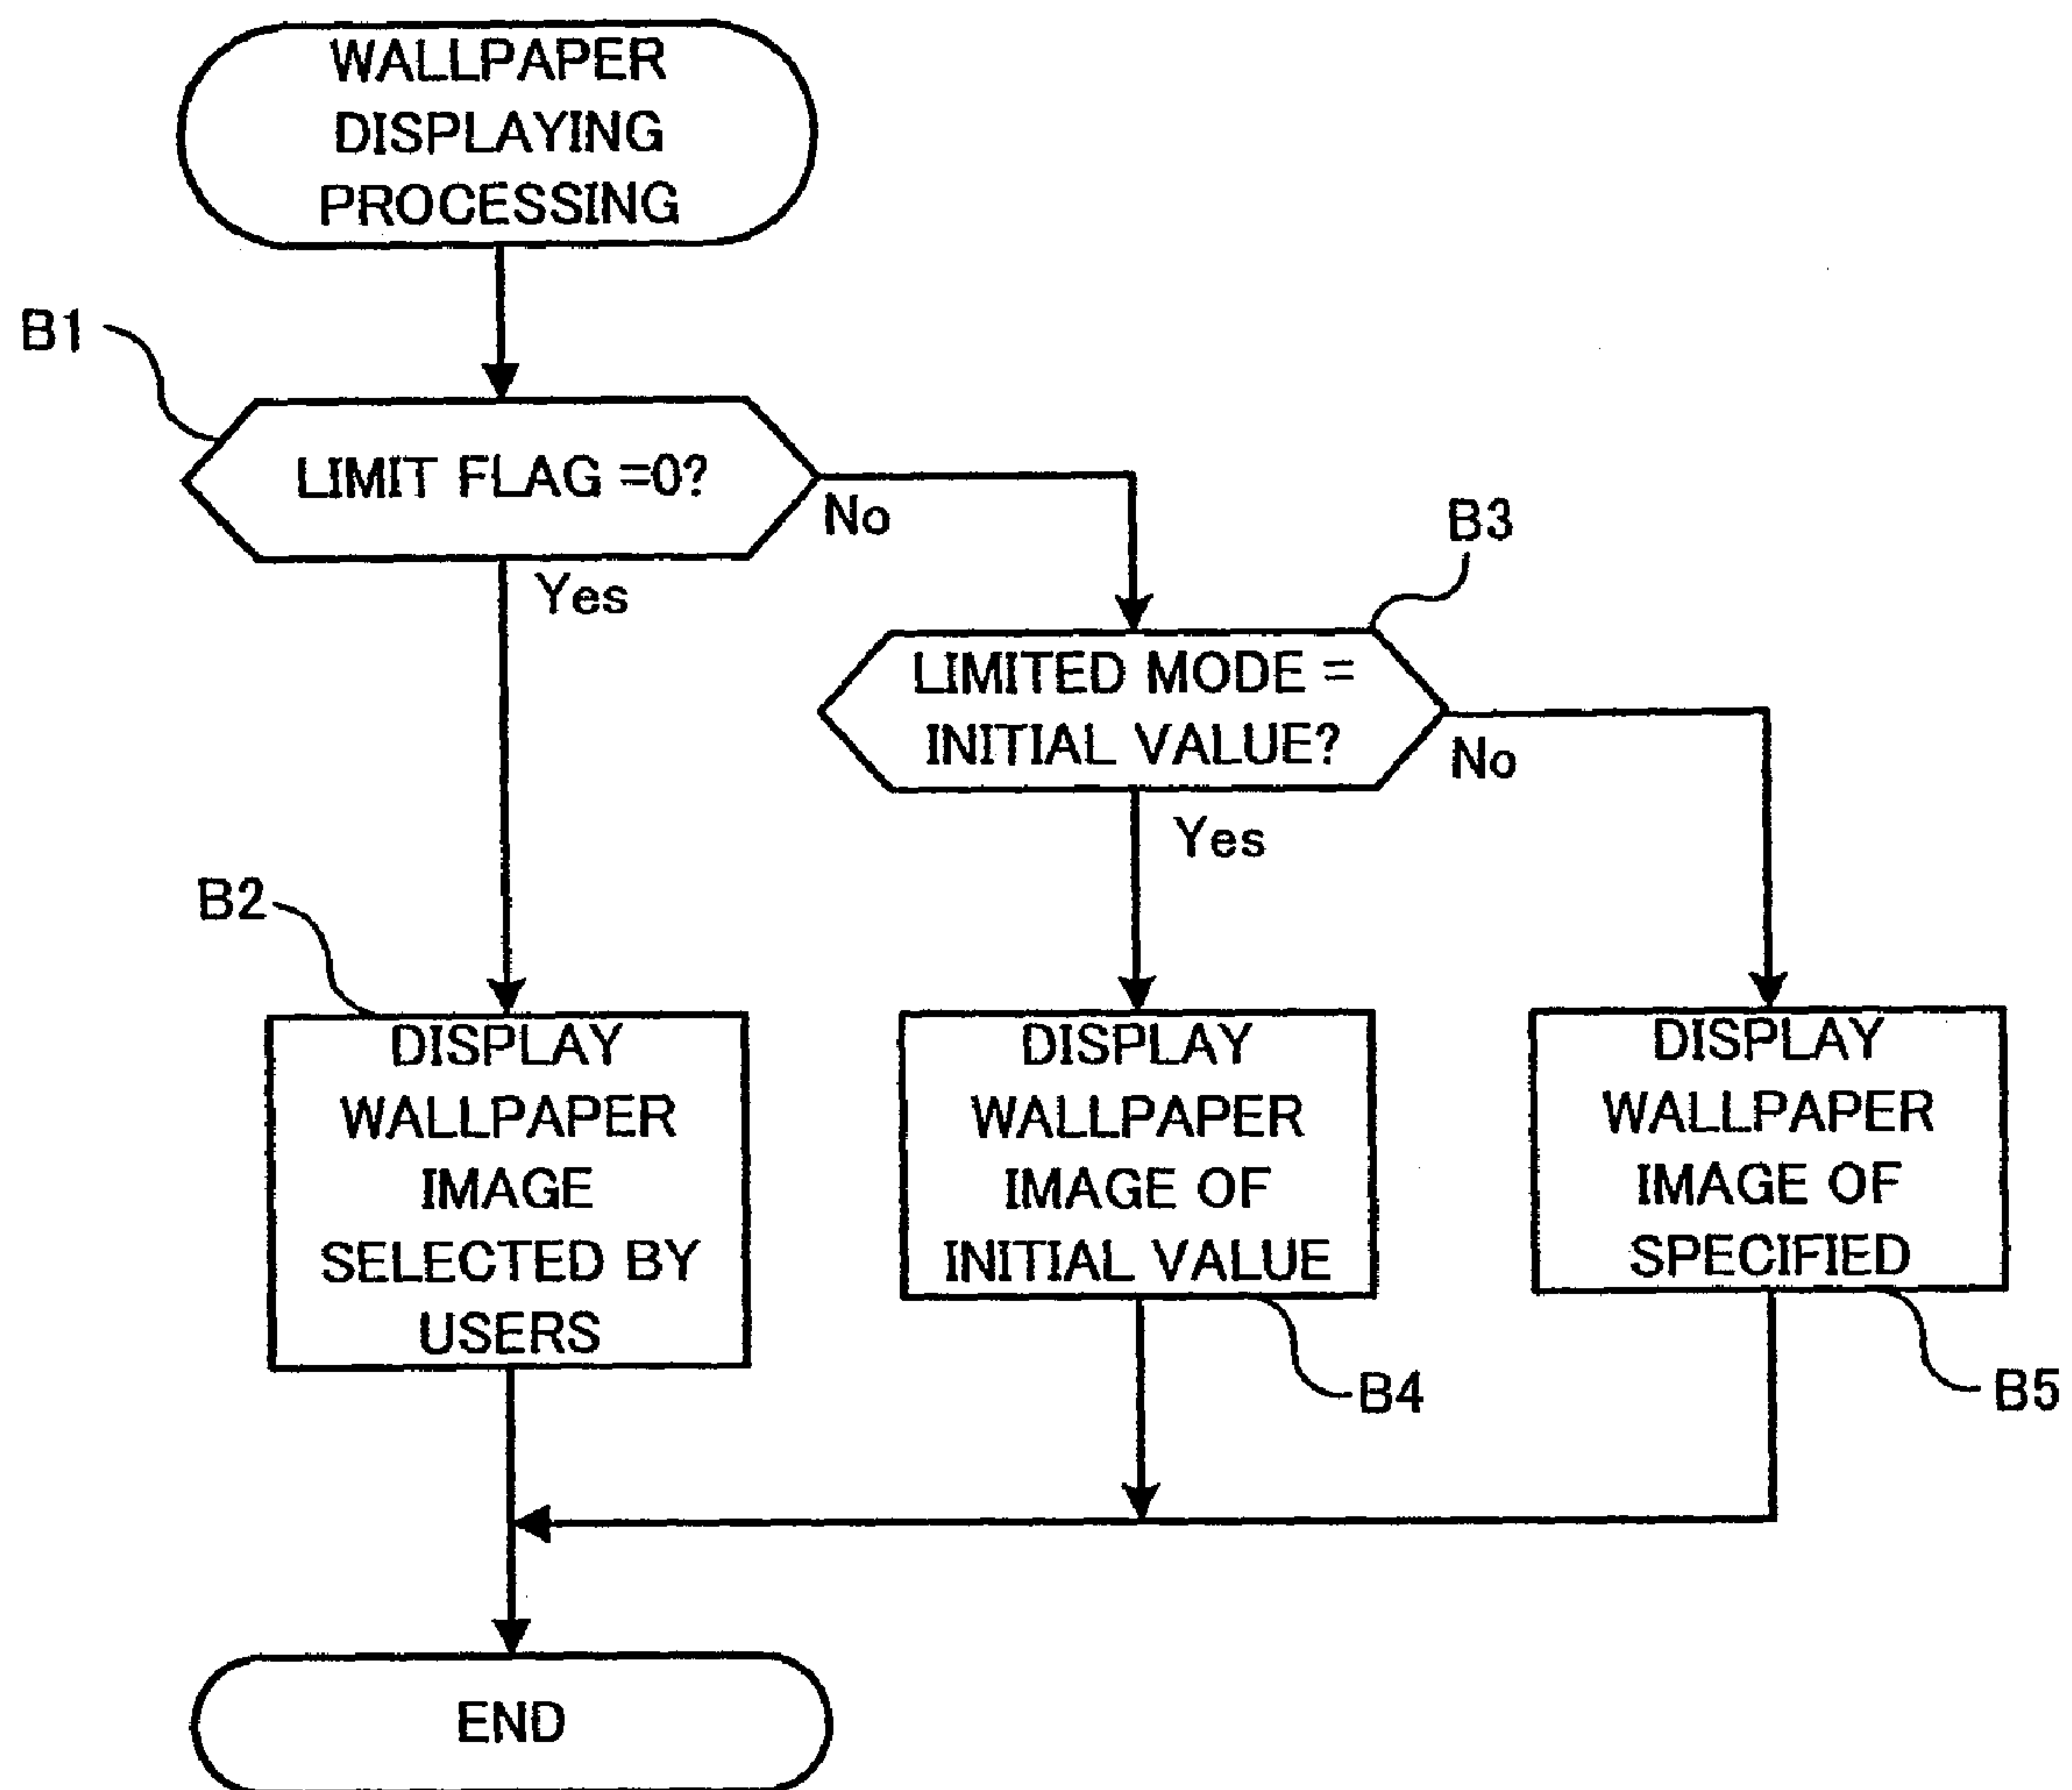 WALLPAPER
DISPLAYING
PROCESSING
B1
LIMIT FLAG =0?
No
Yes
B3
LIMITED MODE =
INITIAL VALUE?
No
Yes
B2
DISPLAY
WALLPAPER
IMAGE
SELECTED BY
USERS
DISPLAY
WALLPAPER
IMAGE OF
INITIAL VALUE
B4
DISPLAY
WALLPAPER
IMAGE OF
SPECIFIED
B5
END